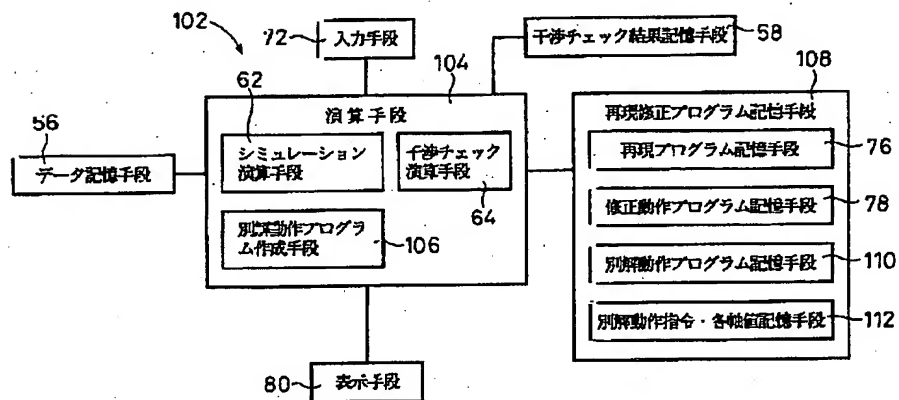 102
72
入力手段
干渉チェック結果記憶手段
58
104
108
62
演算手段
再現修正プログラム記憶手段
56
シミュレーション
演算手段
干渉チェック
演算手段
再現プログラム記憶手段
76
データ記憶手段
64
修正動作プログラム記憶手段
78
別解動作プログラ
ム作成手段
106
別解動作プログラム記憶手段
110
別解動作指令・各軸値記憶手段
112
80
表示手段